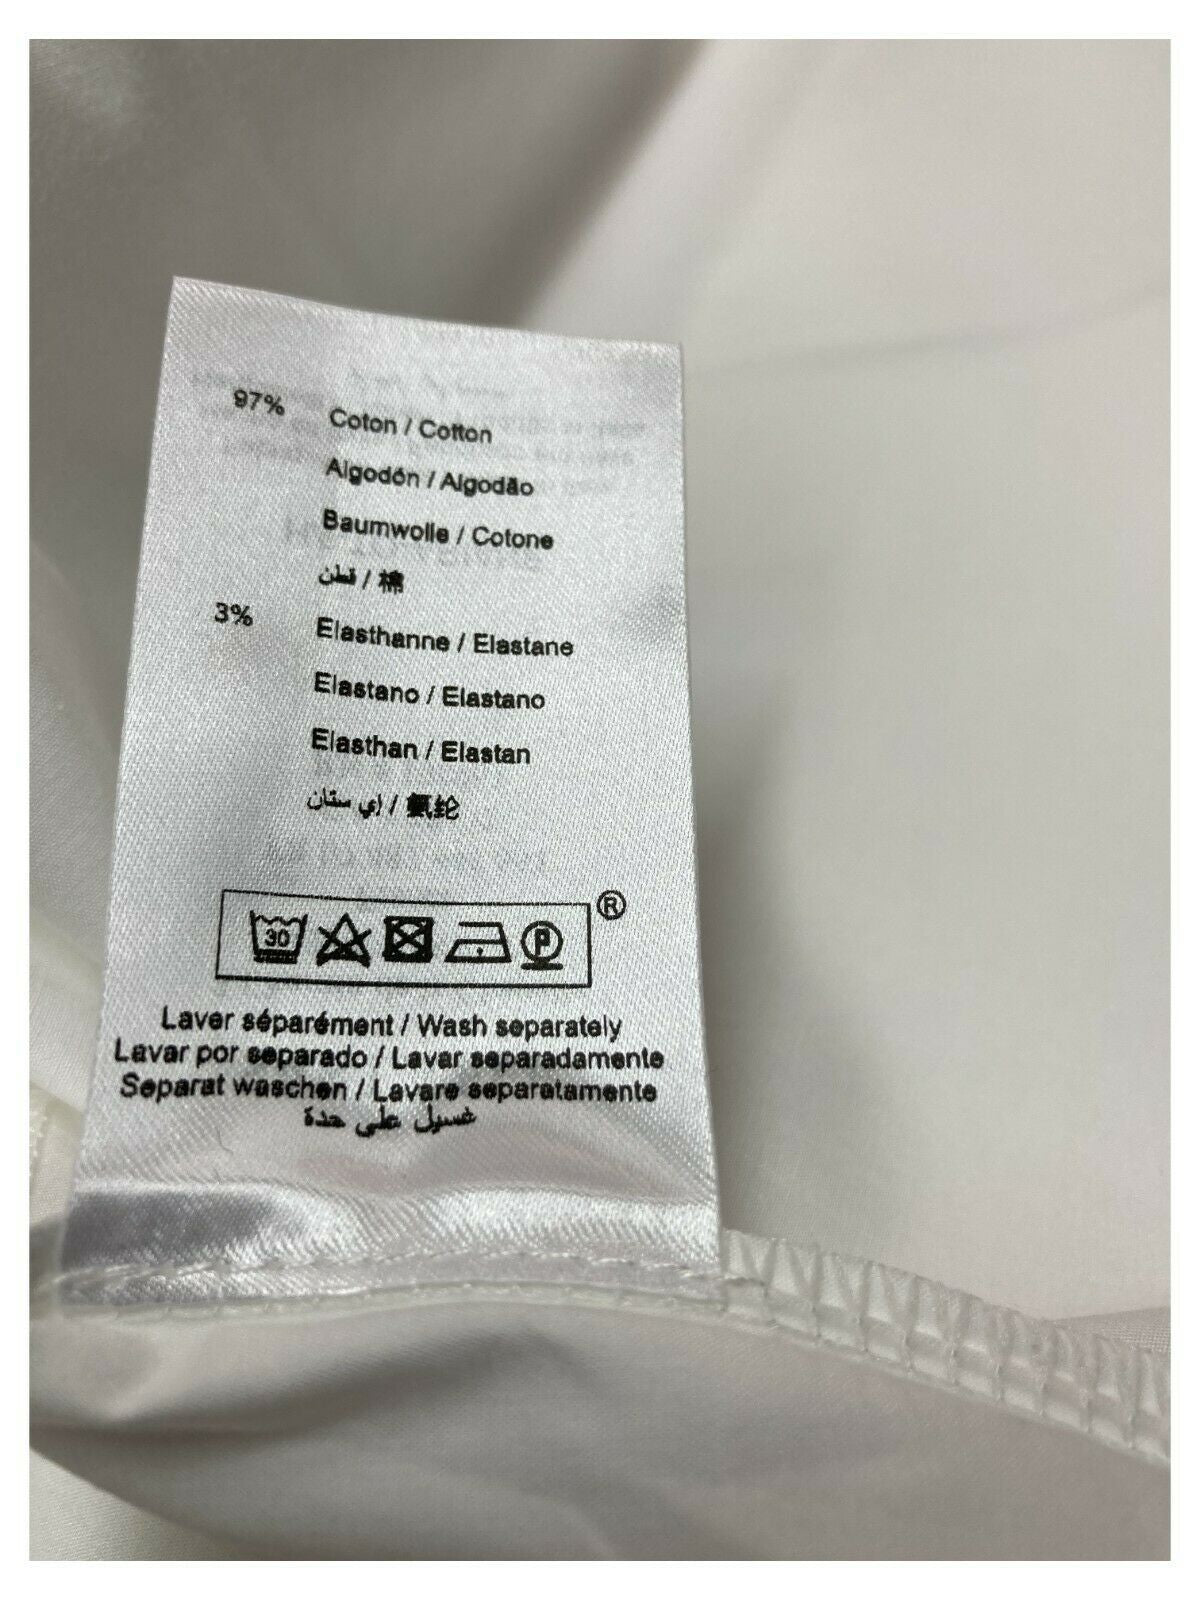 97% Coton / Cotton
Algodón / Algodão
Baumwolle / Cotone
قطن / 棉
3% Elasthanne / Elastane
Elastano / Elastano
Elasthan / Elastan
إي ستان / 氨纶
30 P ®
Laver séparément / Wash separately
Lavar por separado / Lavar separadamente
Separat waschen / Lavare separatamente
غسيل على حدة